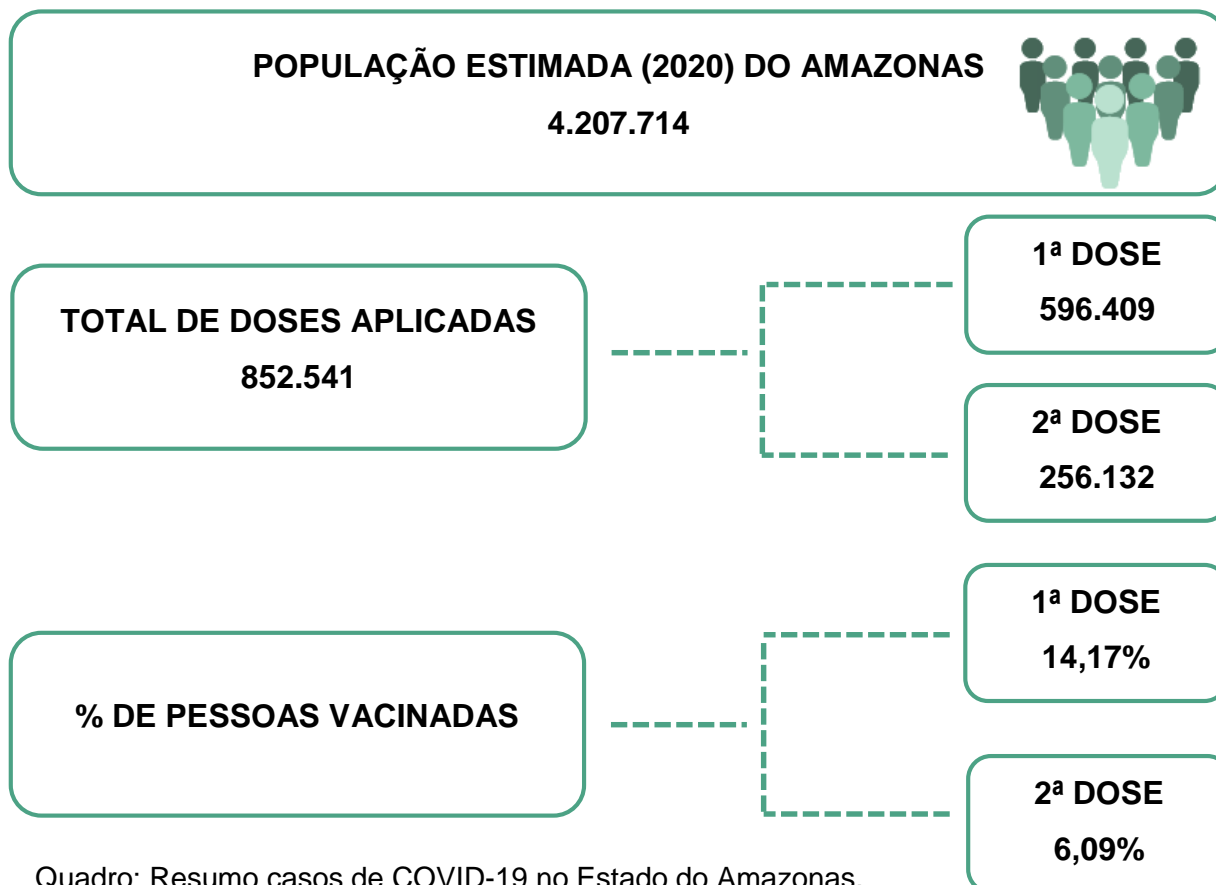 POPULAÇÃO ESTIMADA (2020) DO AMAZONAS
4.207.714
TOTAL DE DOSES APLICADAS
852.541
1ª DOSE
596.409
2ª DOSE
256.132
% DE PESSOAS VACINADAS
1ª DOSE
14,17%
2ª DOSE
6,09%
Quadro: Resumo casos de COVID-19 no Estado do Amazonas.